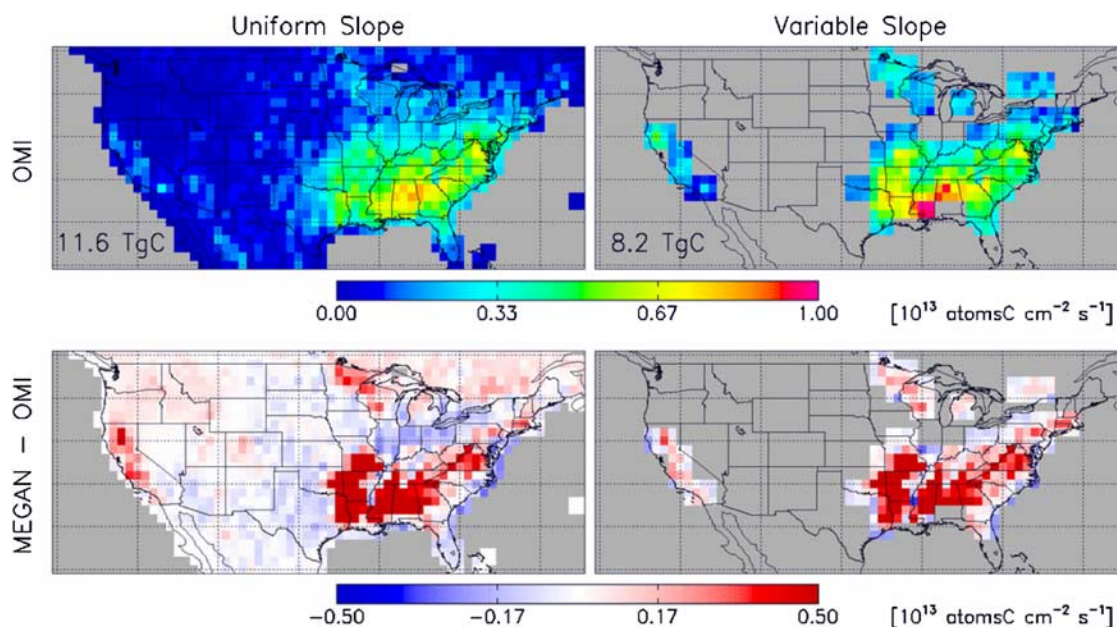 Uniform Slope Variable Slope
OMI
11.6 TgC 8.2 TgC
0.00 0.33 0.67 1.00 [10¹³ atomsC cm⁻² s⁻¹]
MEGAN – OMI
−0.50 −0.17 0.17 0.50 [10¹³ atomsC cm⁻² s⁻¹]